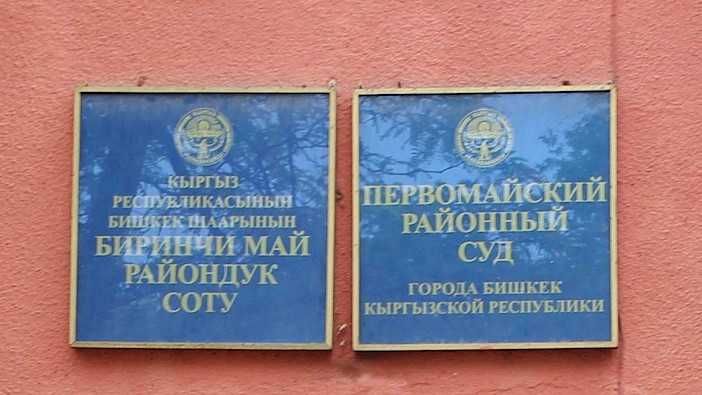 КЫРГЫЗ
РЕСПУБЛИКАСЫНЫН
БИШКЕК ШААРЫНЫН
БИРИНЧИ МАЙ
РАЙОНДУК
СОТУ
ПЕРВОМАЙСКИЙ
РАЙОННЫЙ
СУД
ГОРОДА БИШКЕК
КЫРГЫЗСКОЙ РЕСПУБЛИКИ